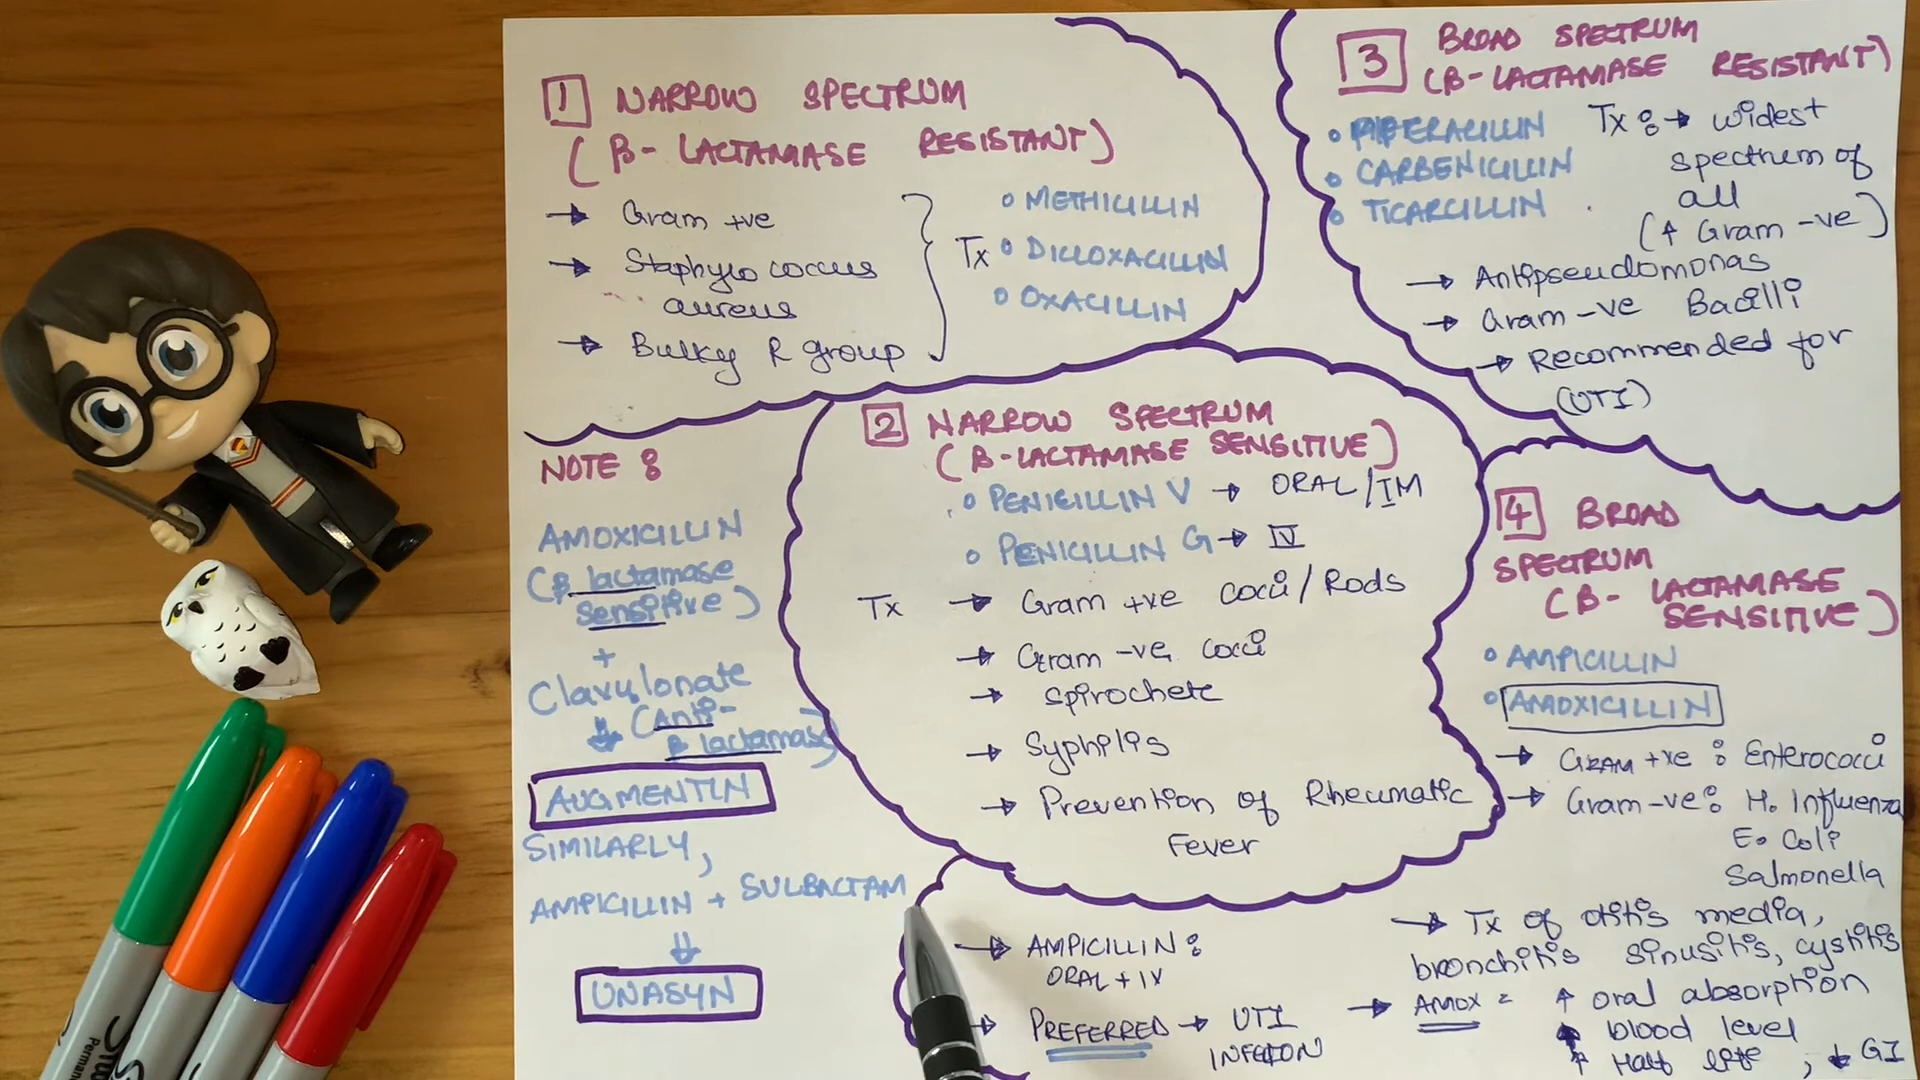 1 NARROW SPECTRUM
(β- LACTAMASE RESISTANT)
→ Gram +ve
→ Staphylococcus
aureus
→ Bulky R group
Tx
• METHICILLIN
• DICLOXACILLIN
• OXACILLIN
3 BROAD SPECTRUM
(β- LACTAMASE RESISTANT)
• PIPERACILLIN
• CARBENICILLIN
• TICARCILLIN
Tx : → widest
spectrum of
all
(↑ Gram -ve)
→ Antipseudomonas
→ Gram -ve Bacilli
→ Recommended for
(UTI)
2 NARROW SPECTRUM
(β-LACTAMASE SENSITIVE)
• PENICILLIN V → ORAL/IM
• PENICILLIN G → IV
Tx → Gram +ve cocci/Rods
→ Gram -ve cocci
→ spirochete
→ Syphilis
→ Prevention of Rheumatic
Fever
NOTE :
AMOXICILLIN
(β lactamase
sensitive)
+
Clavulonate
⇓ (Anti-
β lactamase)
AUGMENTIN
SIMILARLY,
AMPICILLIN + SULBACTAM
⇓
UNASYN
4 BROAD
SPECTRUM
(β- LACTAMASE
SENSITIVE)
• AMPICILLIN
• AMOXICILLIN
→ GRAM +ve : Enterococci
→ Gram -ve : H. Influenza
E. Coli
Salmonella
→ Tx of otitis media,
bronchitis sinusitis, cystitis
→ AMOX = ↑ oral absorption
↑ blood level
↑ Half life, ↓ GI
→ AMPICILLIN :
ORAL + IV
→ PREFERRED → UTI
INFECTION
Permane